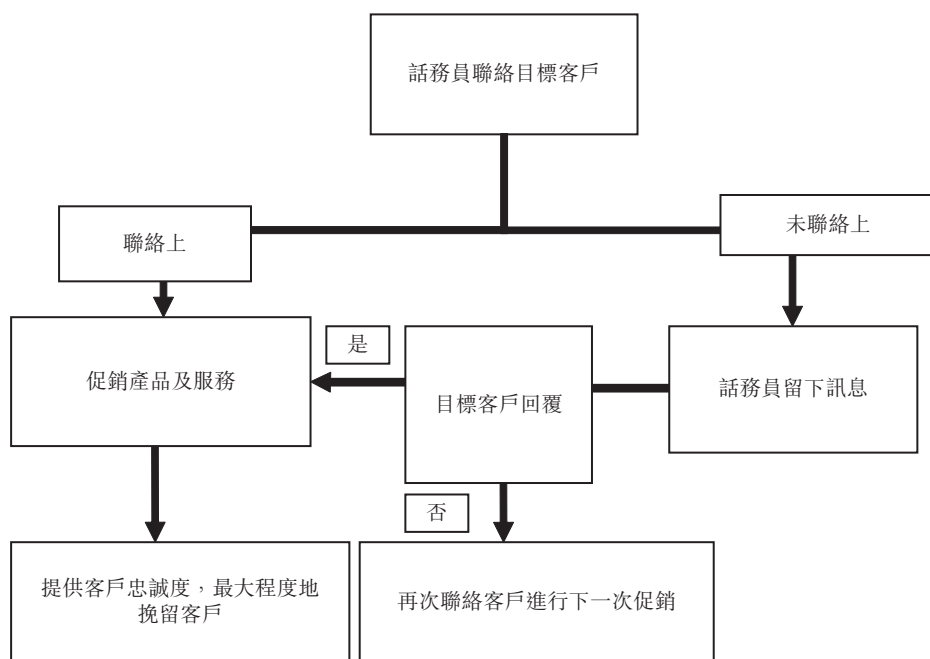 話務員聯絡目標客戶
聯絡上
未聯絡上
促銷產品及服務
是
目標客戶回覆
話務員留下訊息
否
提供客戶忠誠度，最大程度地
挽留客戶
再次聯絡客戶進行下一次促銷